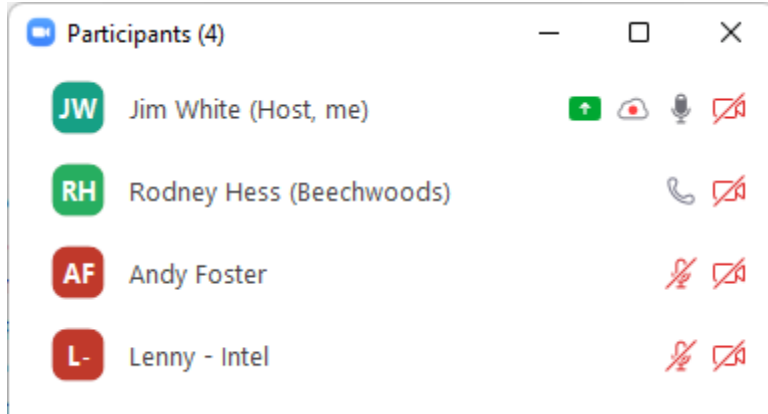 Participants (4)
JW Jim White (Host, me)
RH Rodney Hess (Beechwoods)
AF Andy Foster
L- Lenny - Intel